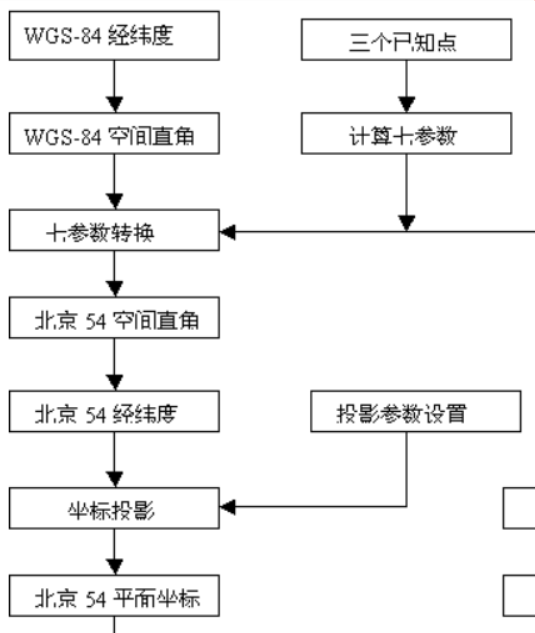 WGS-84 经纬度
三个已知点
WGS-84 空间直角
计算七参数
七参数转换
北京 54 空间直角
北京 54 经纬度
投影参数设置
坐标投影
北京 54 平面坐标